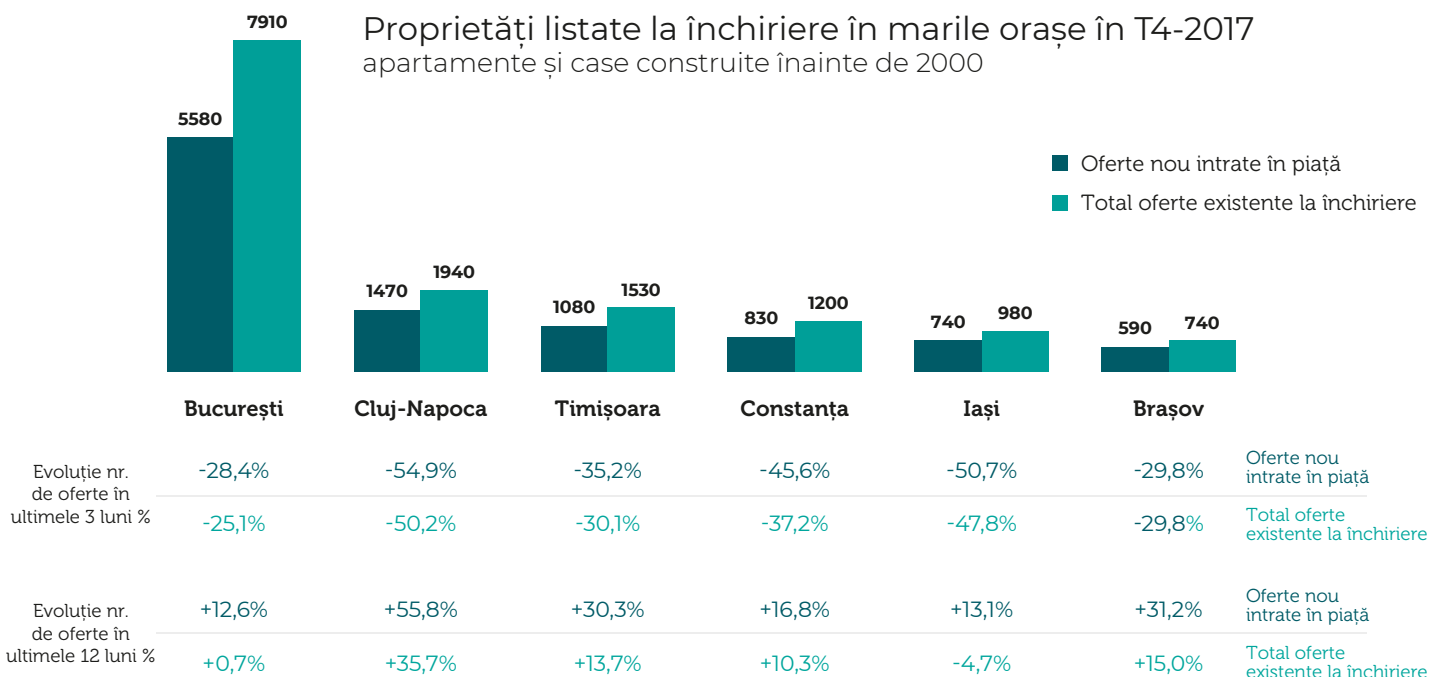 Proprietăți listate la închiriere în marile orașe în T4-2017
apartamente și case construite înainte de 2000
Oferte nou intrate în piață
Total oferte existente la închiriere
5580 7910
1470 1940
1080 1530
830 1200
740 980
590 740
București Cluj-Napoca Timișoara Constanța Iași Brașov
Evoluție nr.
de oferte în
ultimele 3 luni %
-28,4% -54,9% -35,2% -45,6% -50,7% -29,8%
Oferte nou
intrate în piață
-25,1% -50,2% -30,1% -37,2% -47,8% -29,8%
Total oferte
existente la închiriere
Evoluție nr.
de oferte în
ultimele 12 luni %
+12,6% +55,8% +30,3% +16,8% +13,1% +31,2%
Oferte nou
intrate în piață
+0,7% +35,7% +13,7% +10,3% -4,7% +15,0%
Total oferte
existente la închiriere